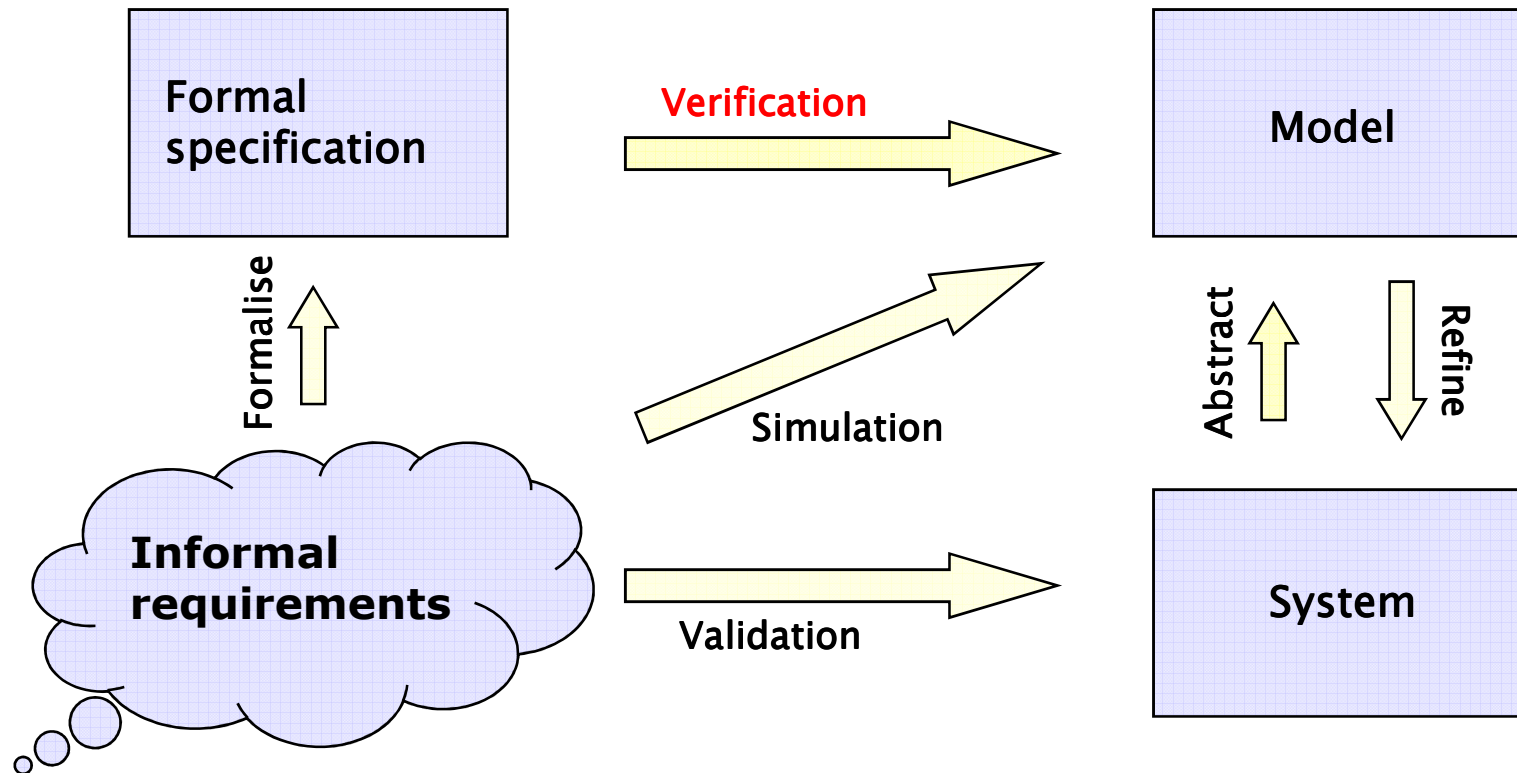 Formal
specification
Verification
Model
Formalise
Simulation
Abstract
Refine
Informal
requirements
Validation
System